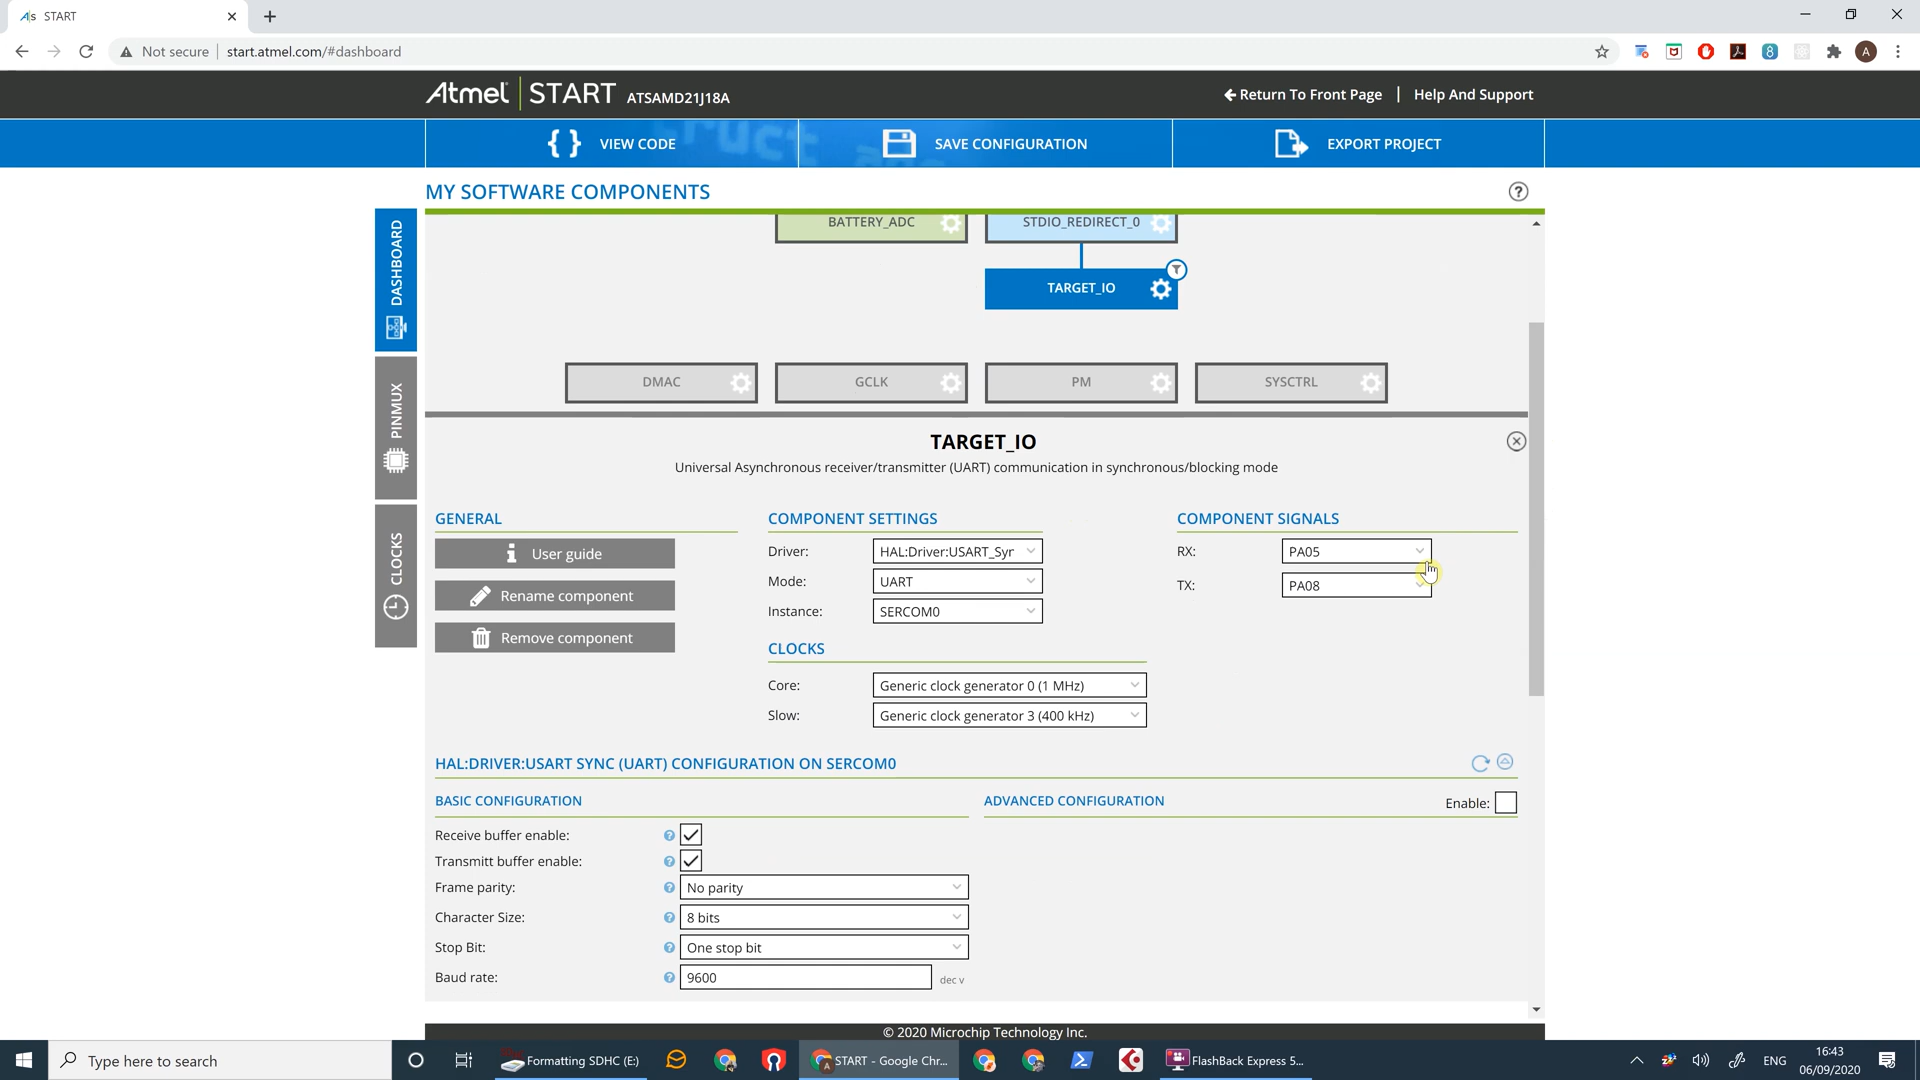 START
Not secure
start.atmel.com/#dashboard
A
Atmel START ATSAMD21J18A
Return To Front Page | Help And Support
VIEW CODE
SAVE CONFIGURATION
EXPORT PROJECT
MY SOFTWARE COMPONENTS
DASHBOARD
PINMUX
CLOCKS
BATTERY_ADC
STDIO_REDIRECT_0
TARGET_IO
DMAC
GCLK
PM
SYSCTRL
TARGET_IO
Universal Asynchronous receiver/transmitter (UART) communication in synchronous/blocking mode
GENERAL
User guide
Rename component
Remove component
COMPONENT SETTINGS
Driver: HAL:Driver:USART_Syr
Mode: UART
Instance: SERCOM0
CLOCKS
Core: Generic clock generator 0 (1 MHz)
Slow: Generic clock generator 3 (400 kHz)
COMPONENT SIGNALS
RX: PA05
TX: PA08
HAL:DRIVER:USART SYNC (UART) CONFIGURATION ON SERCOM0
BASIC CONFIGURATION
Receive buffer enable:
Transmitt buffer enable:
Frame parity: No parity
Character Size: 8 bits
Stop Bit: One stop bit
Baud rate: 9600 dec v
ADVANCED CONFIGURATION
Enable:
© 2020 Microchip Technology Inc.
Type here to search
Formatting SDHC (E:)
START - Google Chr...
FlashBack Express 5...
ENG
16:43
06/09/2020